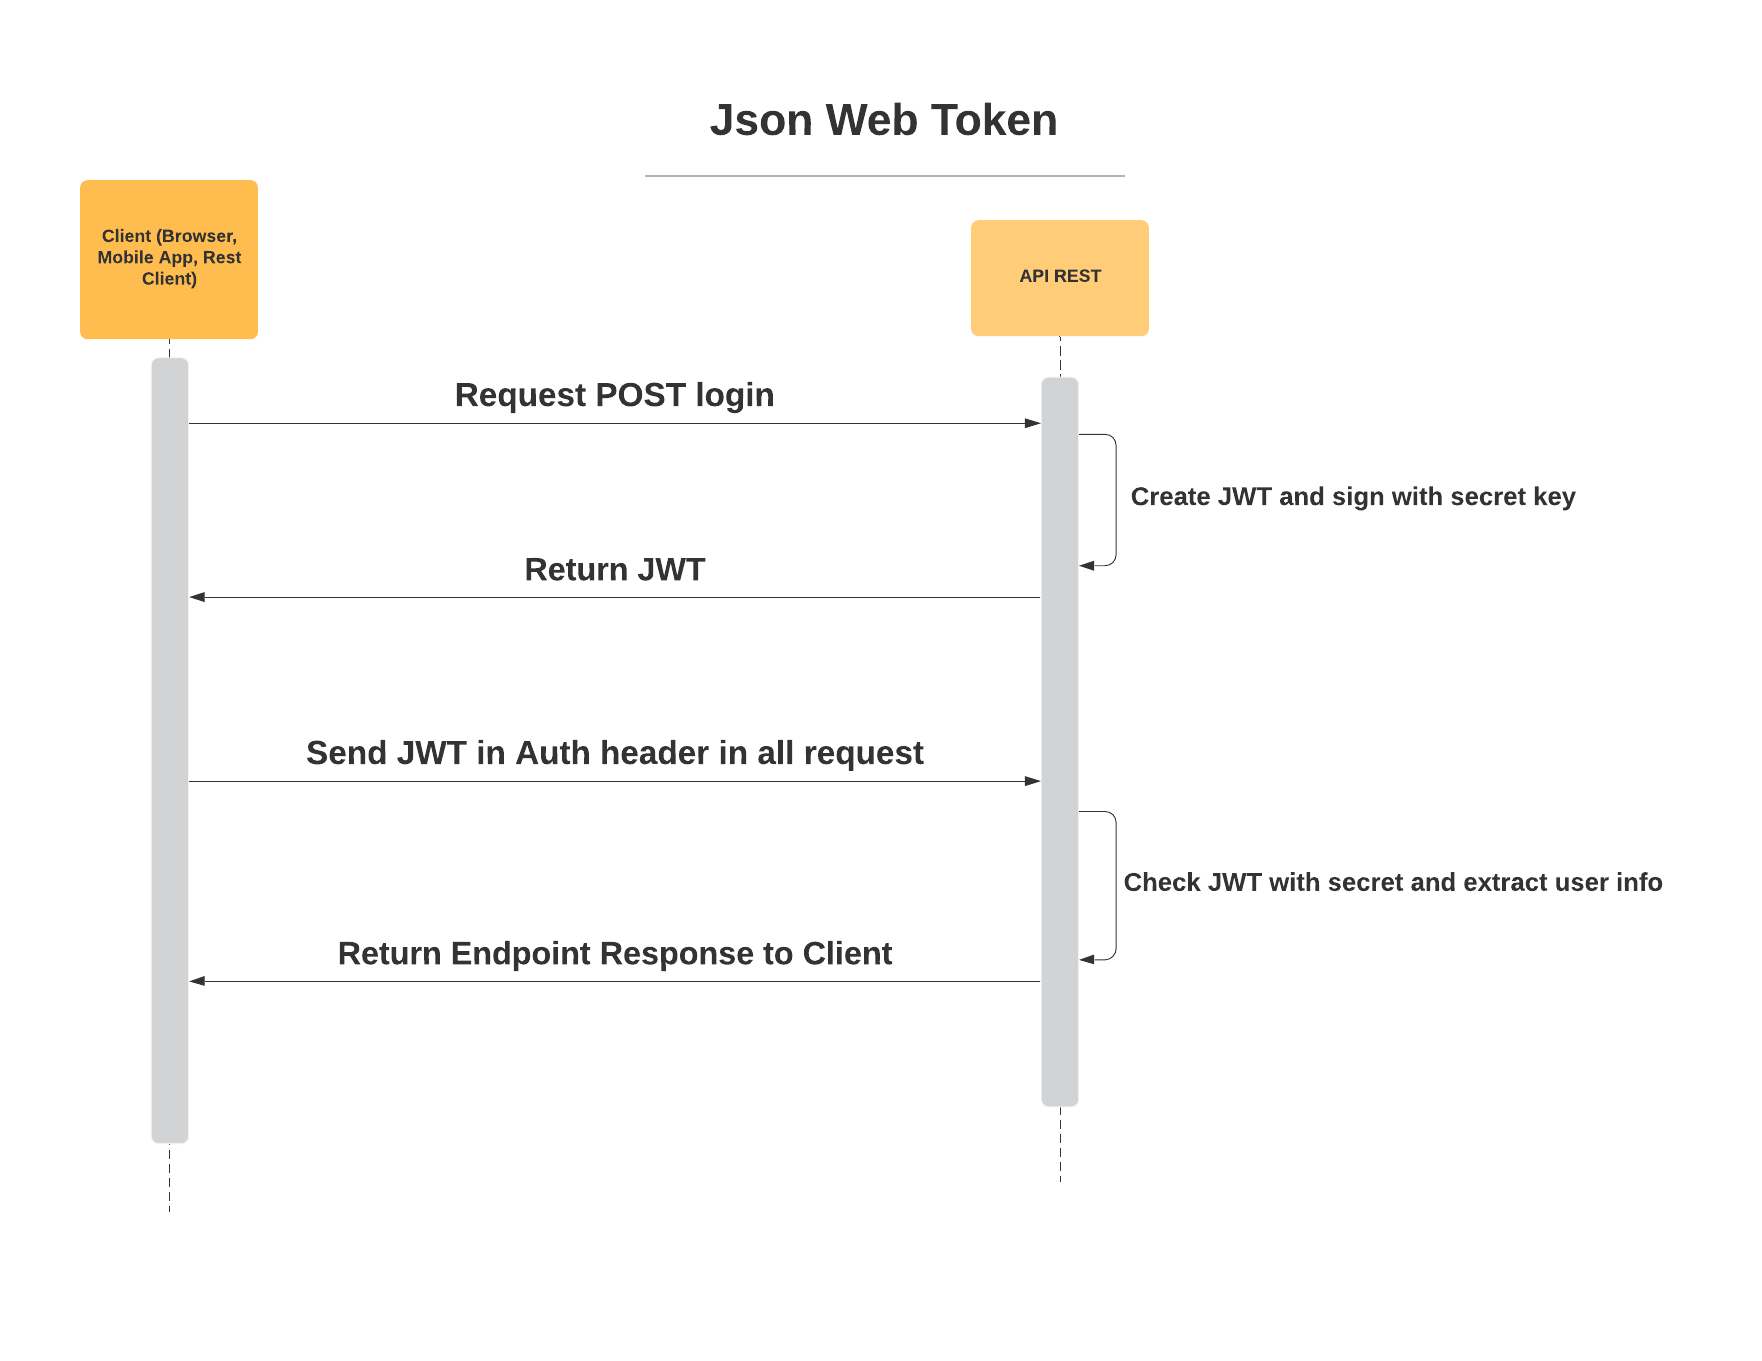 Json Web Token
Client (Browser,
Mobile App, Rest
Client)
API REST
Request POST login
Create JWT and sign with secret key
Return JWT
Send JWT in Auth header in all request
Check JWT with secret and extract user info
Return Endpoint Response to Client